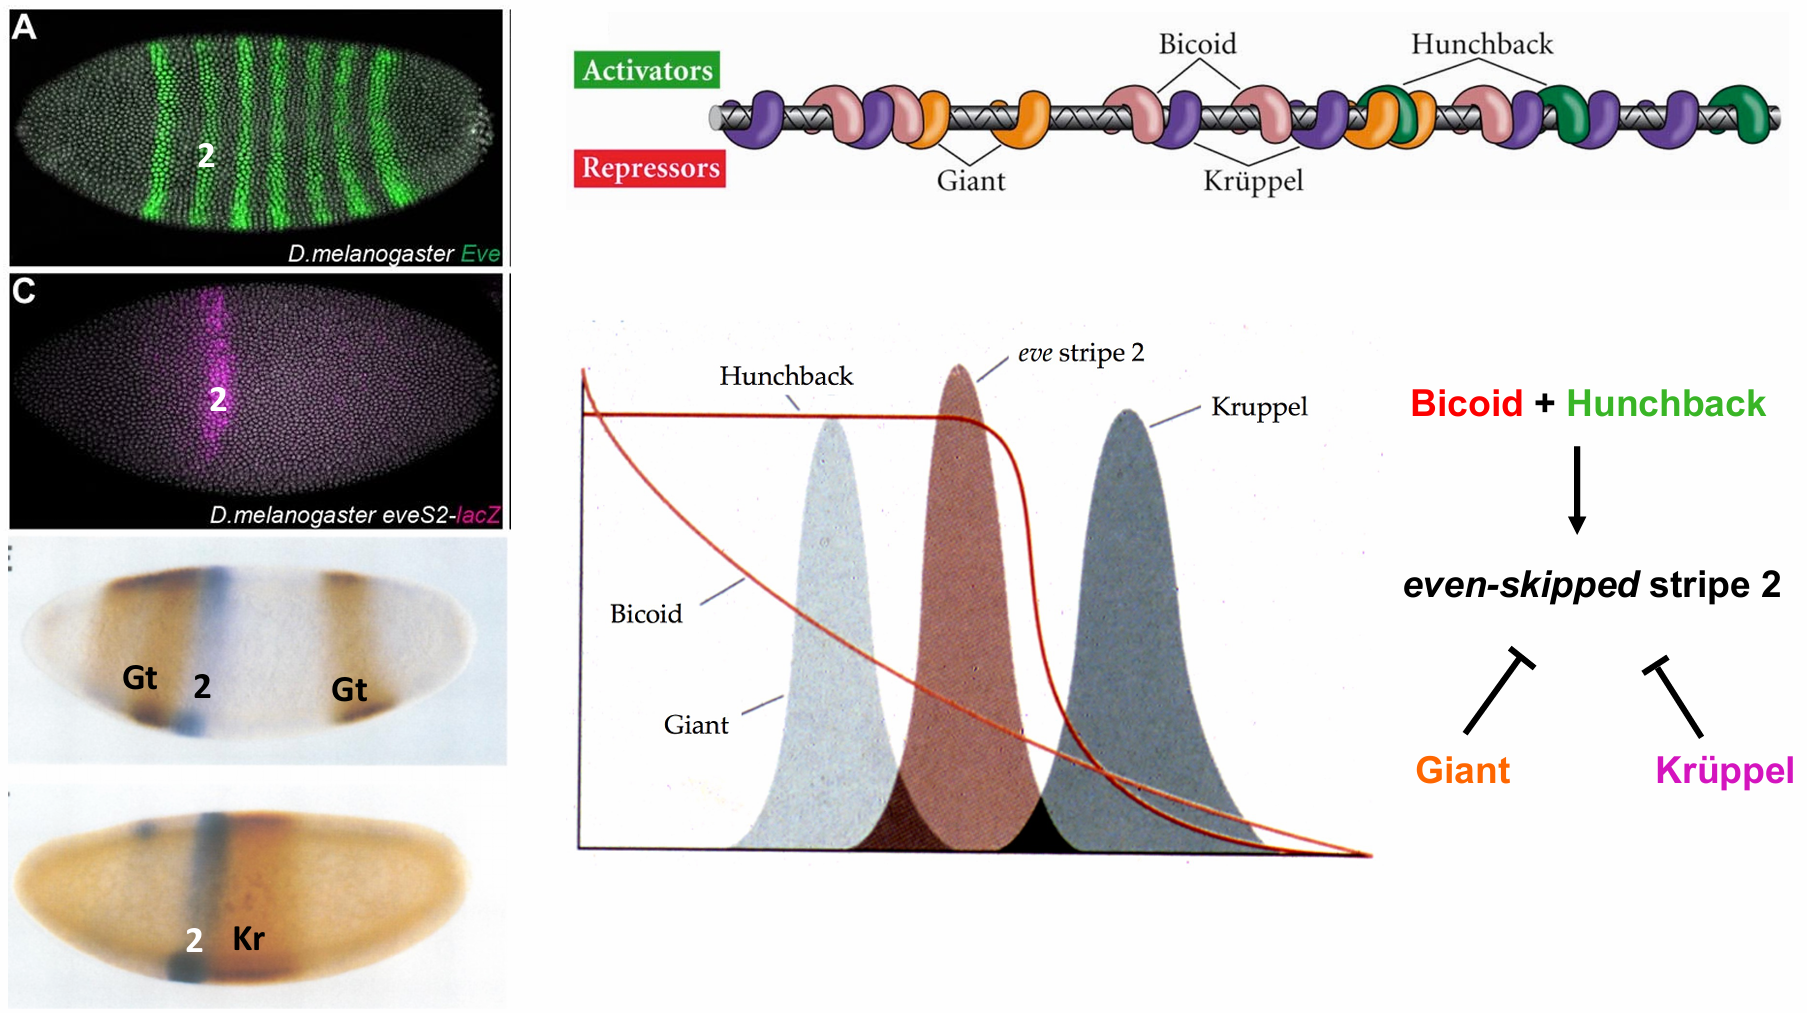 A
2
D.melanogaster Eve
C
2
D.melanogaster eveS2-lacZ
Gt
2
Gt
2
Kr
Activators
Repressors
Bicoid
Hunchback
Giant
Krüppel
Hunchback
eve stripe 2
Kruppel
Bicoid
Giant
Bicoid + Hunchback
even-skipped stripe 2
Giant
Krüppel